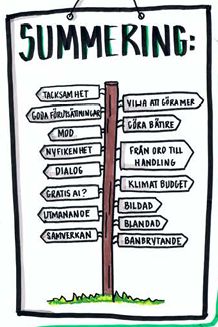 SUMMERING:
TACKSAMHET
GODA FÖRUTSÄTTNINGAR
MOD
NYFIKENHET
DIALOG
GRATIS AI?
UTMANANDE
SAMVERKAN
VILJA ATT GÖRA MER
GÖRA BÄTTRE
FRÅN ORD TILL
HANDLING
KLIMAT BUDGET
BILDAD
BLANDAD
BANBRYTANDE